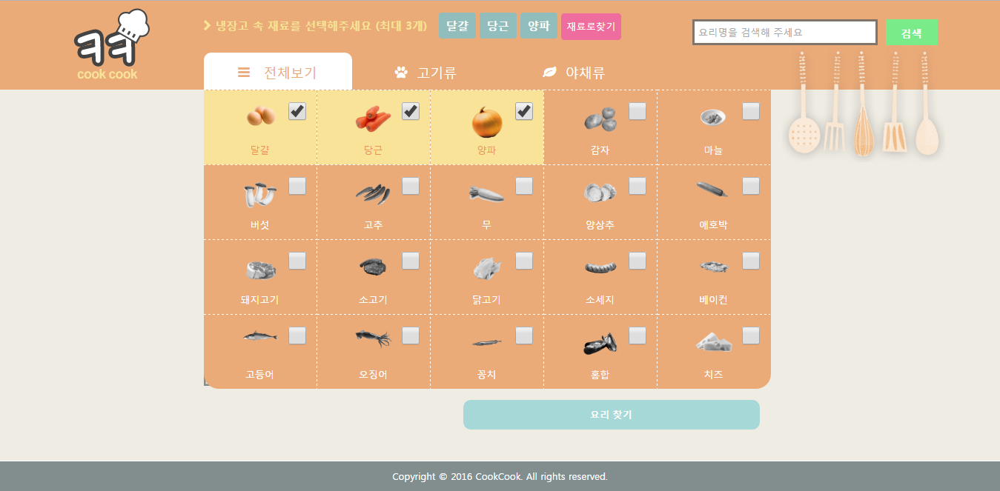 쿡쿡
cook cook
냉장고 속 재료를 선택해주세요 (최대 3개)
달걀 당근 양파 재료로찾기
요리명을 검색해 주세요 검색
전체보기 고기류 야채류
달걀 당근 양파 감자 마늘
버섯 고추 무 양상추 애호박
돼지고기 소고기 닭고기 소세지 베이컨
고등어 오징어 꽁치 홍합 치즈
요리 찾기
Copyright © 2016 CookCook. All rights reserved.